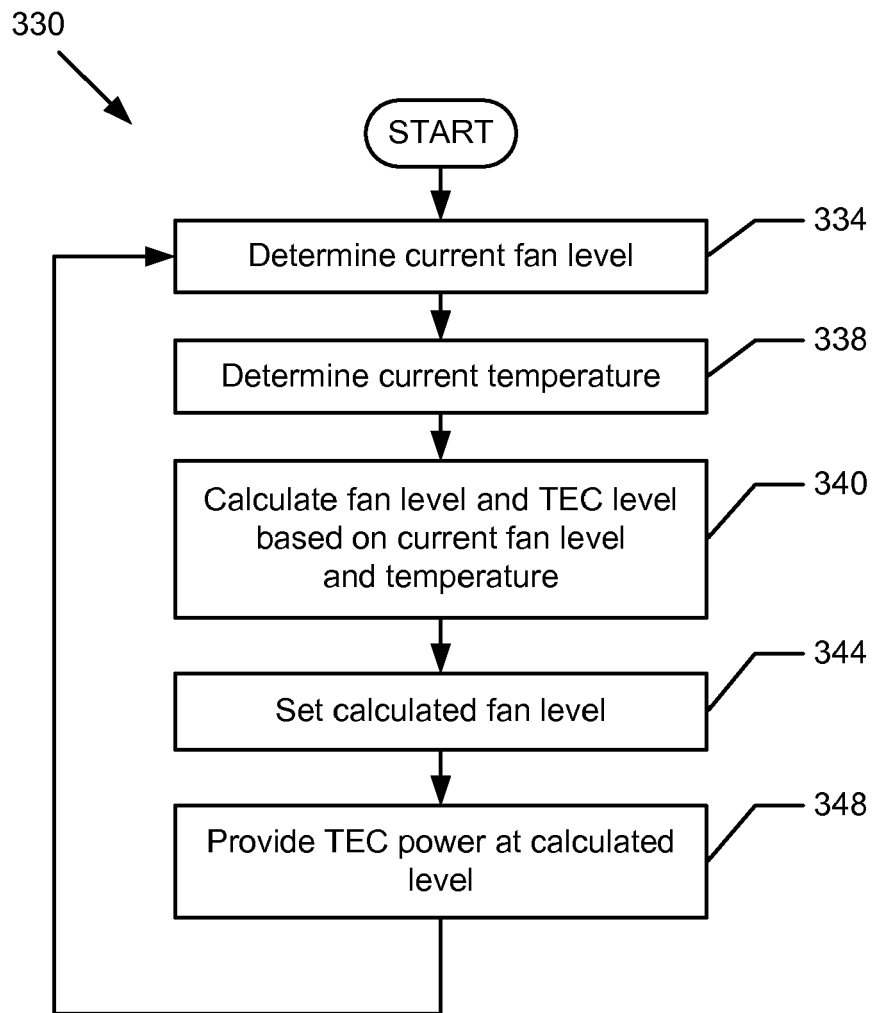 330
START
334
Determine current fan level
338
Determine current temperature
340
Calculate fan level and TEC level
based on current fan level
and temperature
344
Set calculated fan level
348
Provide TEC power at calculated
level